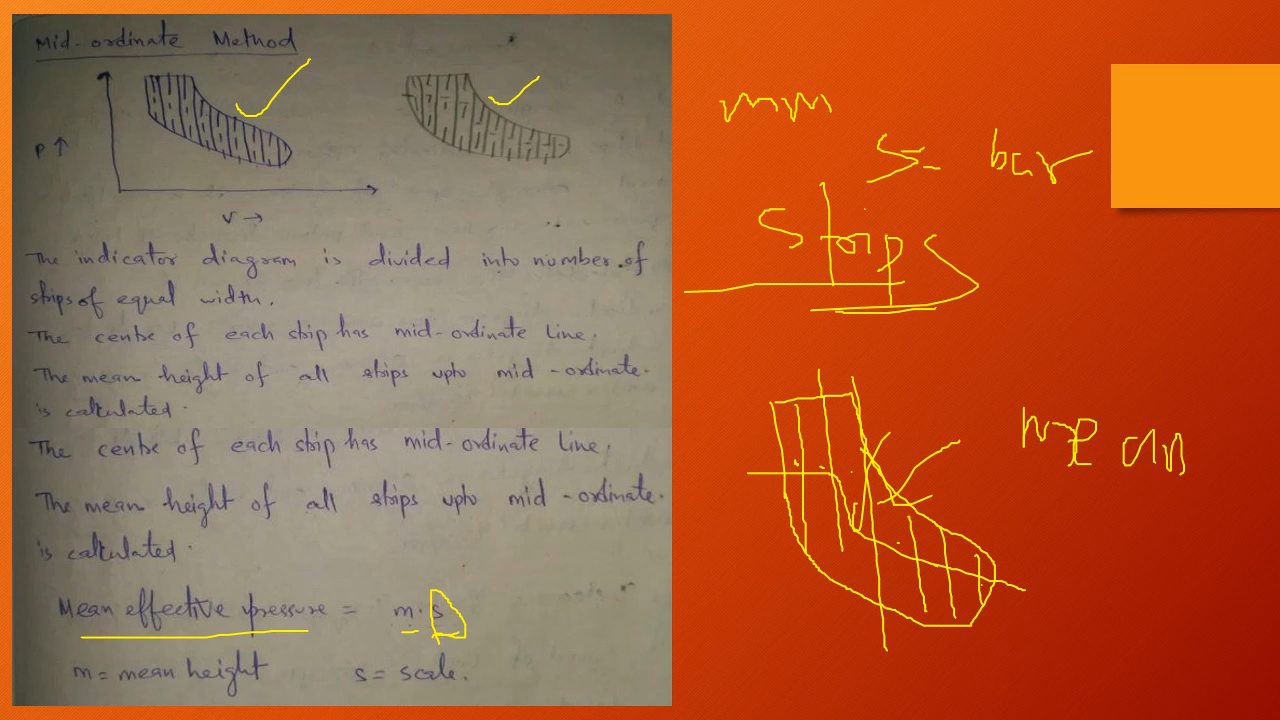 Mid-ordinate Method
P ↑
V →
The indicator diagram is divided into number of
strips of equal width.
The centre of each strip has mid-ordinate line.
The mean height of all strips upto mid-ordinate.
is calculated.
The centre of each strip has mid-ordinate line.
The mean height of all strips upto mid-ordinate.
is calculated.
Mean effective pressure = m.s
m = mean height s = scale.
mm
S = bar
Strips
mean